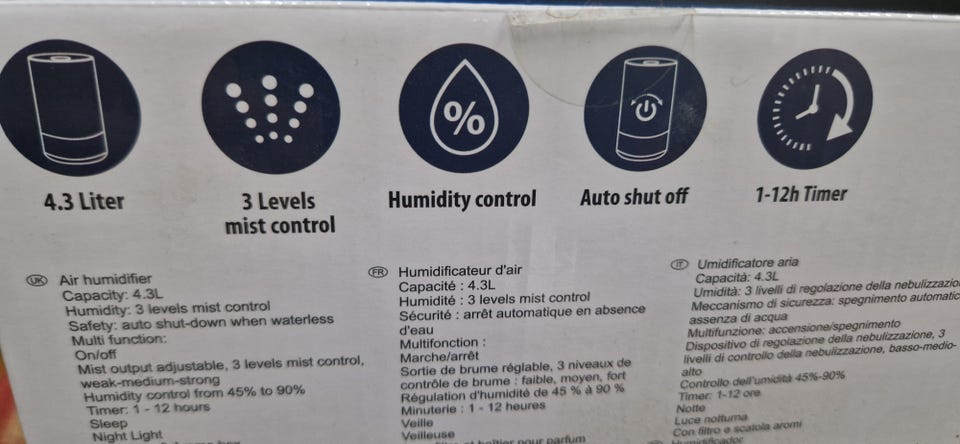 4.3 Liter
3 Levels
mist control
%
Humidity control
Auto shut off
1-12h Timer
UK Air humidifier
Capacity: 4.3L
Humidity: 3 levels mist control
Safety: auto shut-down when waterless
Multi function:
On/off
Mist output adjustable, 3 levels mist control,
weak-medium-strong
Humidity control from 45% to 90%
Timer: 1 - 12 hours
Sleep
Night Light
FR Humidificateur d'air
Capacité : 4.3L
Humidité : 3 levels mist control
Sécurité : arrêt automatique en absence
d'eau
Multifonction :
Marche/arrêt
Sortie de brume réglable, 3 niveaux de
contrôle de brume : faible, moyen, fort
Régulation d'humidité de 45 % à 90 %
Minuterie : 1 - 12 heures
Veille
Veilleuse
et boîtier pour parfum
IT Umidificatore aria
Capacità: 4.3L
Umidità: 3 livelli di regolazione della
Meccanismo di sicurezza: spegnimento
assenza di acqua
Multifunzione: accensione/spegnimento
Dispositivo di regolazione della nebulizzazione, 3
livelli di controllo della nebulizzazione, basso-medio-
alto
Controllo dell'umidità 45%-90%
Timer: 1-12 ore
Notte
Luce notturna
Con filtro e scatola aromi